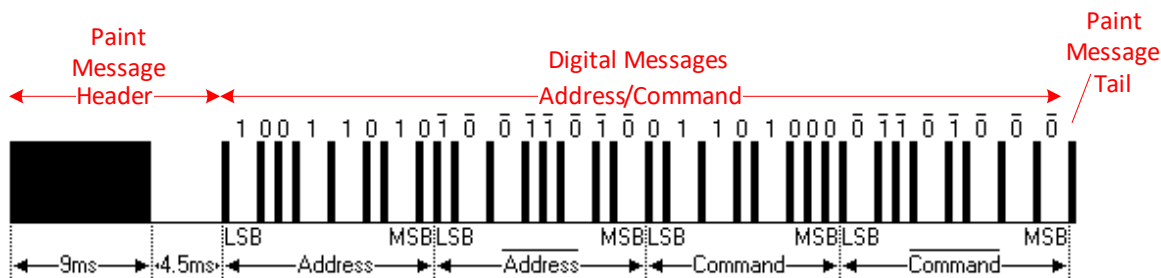 Paint
Message
Header
Digital Messages
Address/Command
Paint
Message
Tail
1 0 0 1 1 0 1 0 1̅ 0̅ 0̅ 1̅ 1̅ 0̅ 1̅ 0̅ 0 1 1 0 1 0 0 0 0̅ 1̅ 1̅ 0̅ 1̅ 0̅ 0̅ 0̅
LSB MSB LSB MSB LSB MSB LSB MSB
9ms 4.5ms Address A̅d̅d̅r̅e̅s̅s̅ Command C̅o̅m̅m̅a̅n̅d̅